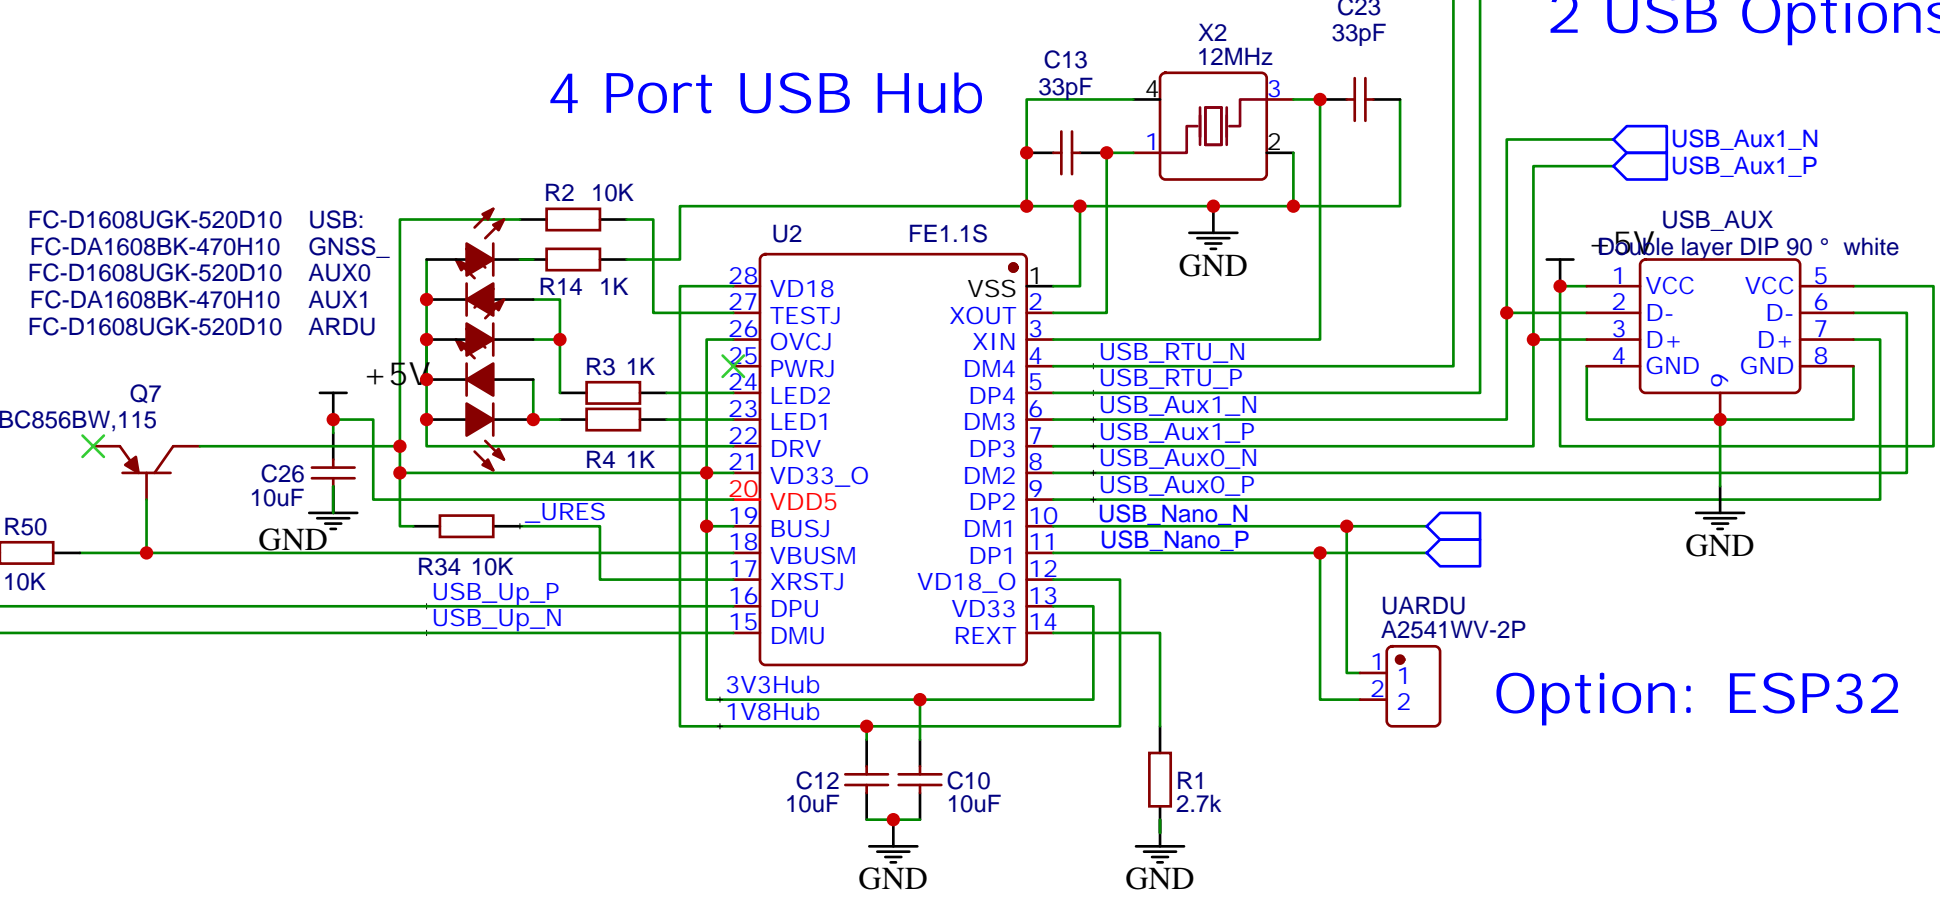 2 USB Options
4 Port USB Hub
C23
33pF
X2
12MHz
C13
33pF
4
3
1
2
GND
USB_Aux1_N
USB_Aux1_P
FC-D1608UGK-520D10 USB:
FC-DA1608BK-470H10 GNSS_
FC-D1608UGK-520D10 AUX0
FC-DA1608BK-470H10 AUX1
FC-D1608UGK-520D10 ARDU
R2 10K
R14 1K
R3 1K
R4 1K
+5V
Q7
BC856BW,115
C26
10uF
GND
R50
10K
_URES
R34 10K
USB_Up_P
USB_Up_N
U2 FE1.1S
28 VD18
27 TESTJ
26 OVCJ
25 PWRJ
24 LED2
23 LED1
22 DRV
21 VD33_O
20 VDD5
19 BUSJ
18 VBUSM
17 XRSTJ
16 DPU
15 DMU
VSS 1
XOUT 2
XIN 3
DM4 4
DP4 5
DM3 6
DP3 7
DM2 8
DP2 9
DM1 10
DP1 11
VD18_O 12
VD33 13
REXT 14
USB_RTU_N
USB_RTU_P
USB_Aux1_N
USB_Aux1_P
USB_Aux0_N
USB_Aux0_P
USB_Nano_N
USB_Nano_P
USB_AUX
+5V
Double layer DIP 90 ° white
1 VCC VCC 5
2 D- D- 6
3 D+ D+ 7
4 GND GND 8
9
GND
UARDU
A2541WV-2P
1 1
2 2
Option: ESP32
3V3Hub
1V8Hub
C12
10uF
C10
10uF
GND
R1
2.7k
GND